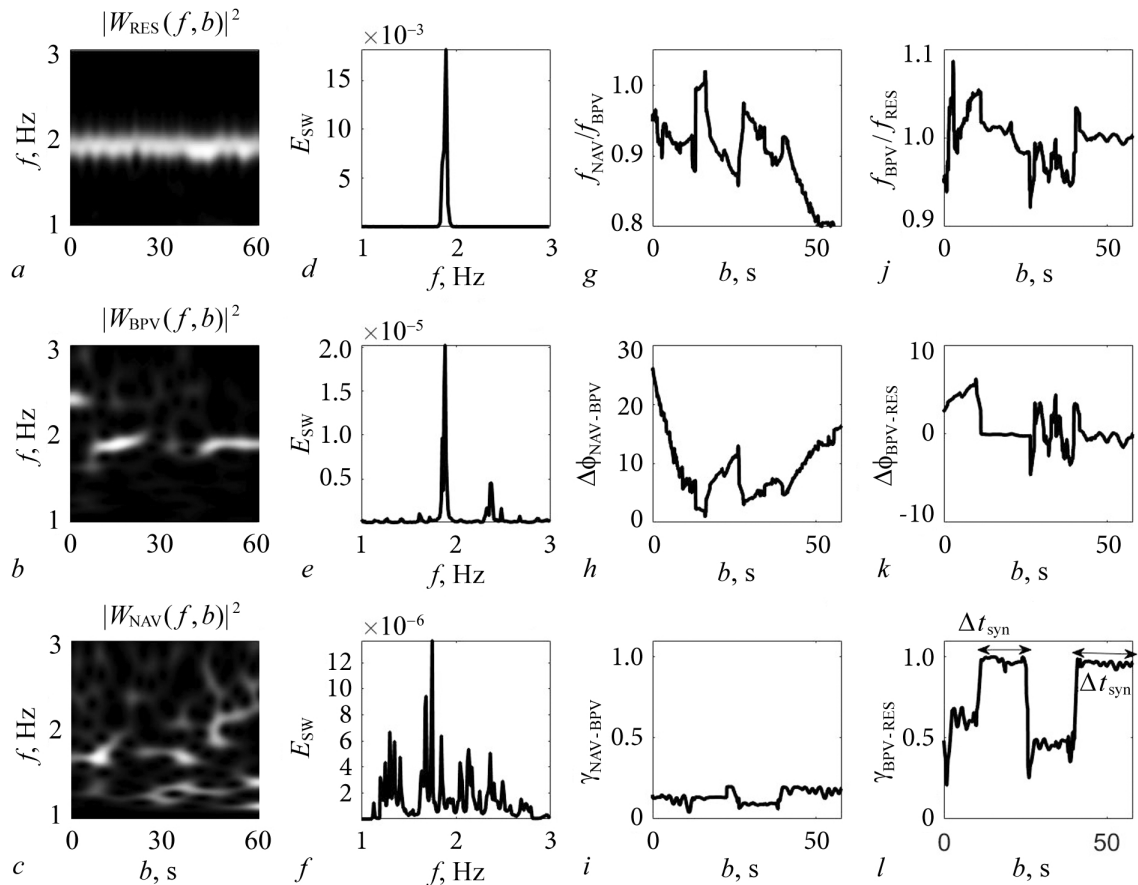 |W_RES(f, b)|²
3
2
1
f, Hz
0 30 60
a
×10⁻³
15
10
5
E_SW
1 2 3
f, Hz
d
1.0
0.9
0.8
f_NAV/f_BPV
0 50
b, s
g
1.1
1.0
0.9
f_BPV/f_RES
0 50
b, s
j
|W_BPV(f, b)|²
3
2
1
f, Hz
0 30 60
b
×10⁻⁵
2.0
1.5
1.0
0.5
E_SW
1 2 3
f, Hz
e
30
20
10
0
Δϕ_NAV-BPV
0 50
b, s
h
10
0
-10
Δϕ_BPV-RES
0 50
b, s
k
|W_NAV(f, b)|²
3
2
1
f, Hz
0 30 60
b, s
c
×10⁻⁶
12
10
8
6
4
2
E_SW
1 2 3
f, Hz
f
1.0
0.5
0
γ_NAV-BPV
0 50
b, s
i
Δt_syn
Δt_syn
1.0
0.5
0
γ_BPV-RES
0 50
b, s
l